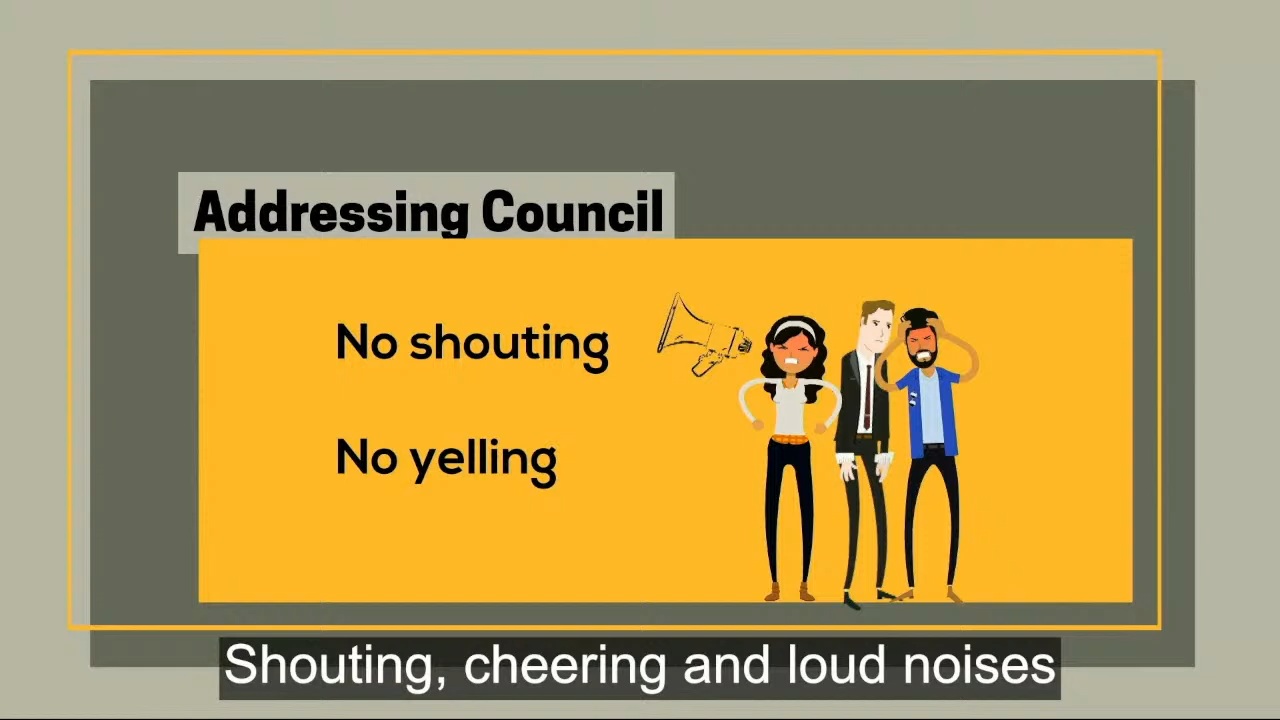 Addressing Council
No shouting
No yelling
Shouting, cheering and loud noises